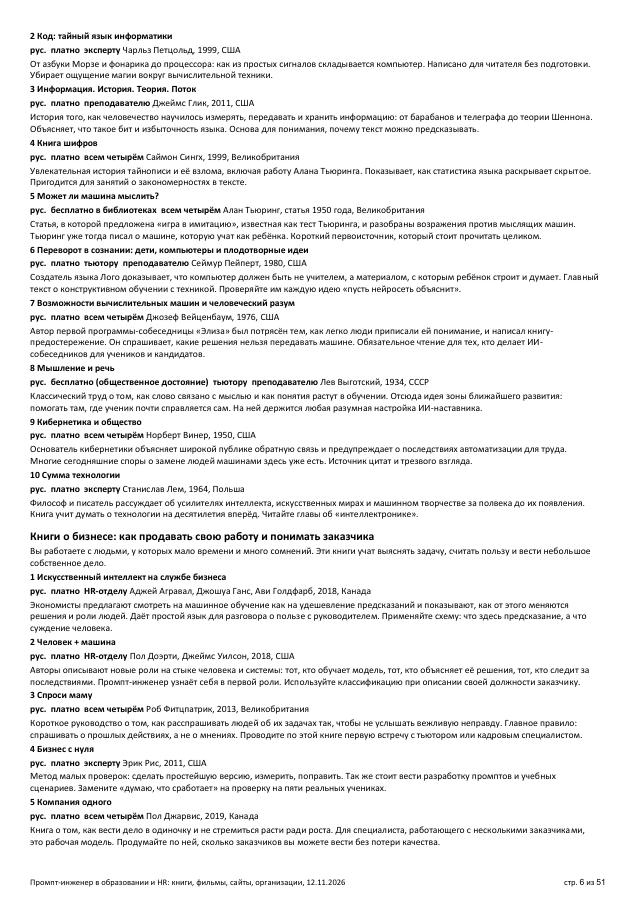 2 Код: тайный язык информатики
рус. платно эксперту Чарльз Петцольд, 1999, США
От азбуки Морзе и фонарика до процессора: как из простых сигналов складывается компьютер. Написано для читателя без подготовки.
Убирает ощущение магии вокруг вычислительной техники.
3 Информация. История. Теория. Поток
рус. платно преподавателю Джеймс Глик, 2011, США
История того, как человечество научилось измерять, передавать и хранить информацию: от барабанов и телеграфа до теории Шеннона.
Объясняет, что такое бит и избыточность языка. Основа для понимания, почему текст можно предсказывать.
4 Книга шифров
рус. платно всем четырём Саймон Сингх, 1999, Великобритания
Увлекательная история тайнописи и её взлома, включая работу Алана Тьюринга. Показывает, как статистика языка раскрывает скрытое.
Пригодится для занятий о закономерностях в тексте.
5 Может ли машина мыслить?
рус. бесплатно в библиотеках всем четырём Алан Тьюринг, статья 1950 года, Великобритания
Статья, в которой предложена «игра в имитацию», известная как тест Тьюринга, и разобраны возражения против мыслящих машин.
Тьюринг уже тогда писал о машине, которую учат как ребёнка. Короткий первоисточник, который стоит прочитать целиком.
6 Переворот в сознании: дети, компьютеры и плодотворные идеи
рус. платно тьютору преподавателю Сеймур Пейперт, 1980, США
Создатель языка Лого доказывает, что компьютер должен быть не учителем, а материалом, с которым ребёнок строит и думает. Главный
текст о конструктивном обучении с техникой. Проверяйте им каждую идею «пусть нейросеть объяснит».
7 Возможности вычислительных машин и человеческий разум
рус. платно всем четырём Джозеф Вейценбаум, 1976, США
Автор первой программы-собеседницы «Элиза» был потрясён тем, как легко люди приписали ей понимание, и написал книгу-
предостережение. Он спрашивает, какие решения нельзя передавать машине. Обязательное чтение для тех, кто делает ИИ-
собеседников для учеников и кандидатов.
8 Мышление и речь
рус. бесплатно (общественное достояние) тьютору преподавателю Лев Выготский, 1934, СССР
Классический труд о том, как слово связано с мыслью и как понятия растут в обучении. Отсюда идея зоны ближайшего развития:
помогать там, где ученик почти справляется сам. На ней держится любая разумная настройка ИИ-наставника.
9 Кибернетика и общество
рус. платно всем четырём Норберт Винер, 1950, США
Основатель кибернетики объясняет широкой публике обратную связь и предупреждает о последствиях автоматизации для труда.
Многие сегодняшние споры о замене людей машинами здесь уже есть. Источник цитат и трезвого взгляда.
10 Сумма технологии
рус. платно эксперту Станислав Лем, 1964, Польша
Философ и писатель рассуждает об усилителях интеллекта, искусственных мирах и машинном творчестве за полвека до их появления.
Книга учит думать о технологии на десятилетия вперёд. Читайте главы об «интеллектронике».
Книги о бизнесе: как продавать свою работу и понимать заказчика
Вы работаете с людьми, у которых мало времени и много сомнений. Эти книги учат выяснять задачу, считать пользу и вести небольшое
собственное дело.
1 Искусственный интеллект на службе бизнеса
рус. платно HR-отделу Аджей Агравал, Джошуа Ганс, Ави Голдфарб, 2018, Канада
Экономисты предлагают смотреть на машинное обучение как на удешевление предсказаний и показывают, как от этого меняются
решения и роли людей. Даёт простой язык для разговора о пользе с руководителем. Применяйте схему: что здесь предсказание, а что
суждение человека.
2 Человек + машина
рус. платно HR-отделу Пол Доэрти, Джеймс Уилсон, 2018, США
Авторы описывают новые роли на стыке человека и системы: тот, кто обучает модель, тот, кто объясняет её решения, тот, кто следит за
последствиями. Промпт-инженер узнаёт себя в первой роли. Используйте классификацию при описании своей должности заказчику.
3 Спроси маму
рус. платно всем четырём Роб Фитцпатрик, 2013, Великобритания
Короткое руководство о том, как расспрашивать людей об их задачах так, чтобы не услышать вежливую неправду. Главное правило:
спрашивать о прошлых действиях, а не о мнениях. Проводите по этой книге первую встречу с тьютором или кадровым специалистом.
4 Бизнес с нуля
рус. платно эксперту Эрик Рис, 2011, США
Метод малых проверок: сделать простейшую версию, измерить, поправить. Так же стоит вести разработку промптов и учебных
сценариев. Замените «думаю, что сработает» на проверку на пяти реальных учениках.
5 Компания одного
рус. платно всем четырём Пол Джарвис, 2019, Канада
Книга о том, как вести дело в одиночку и не стремиться расти ради роста. Для специалиста, работающего с несколькими заказчиками,
это рабочая модель. Продумайте по ней, сколько заказчиков вы можете вести без потери качества.
Промпт-инженер в образовании и HR: книги, фильмы, сайты, организации, 12.11.2026
стр. 6 из 51